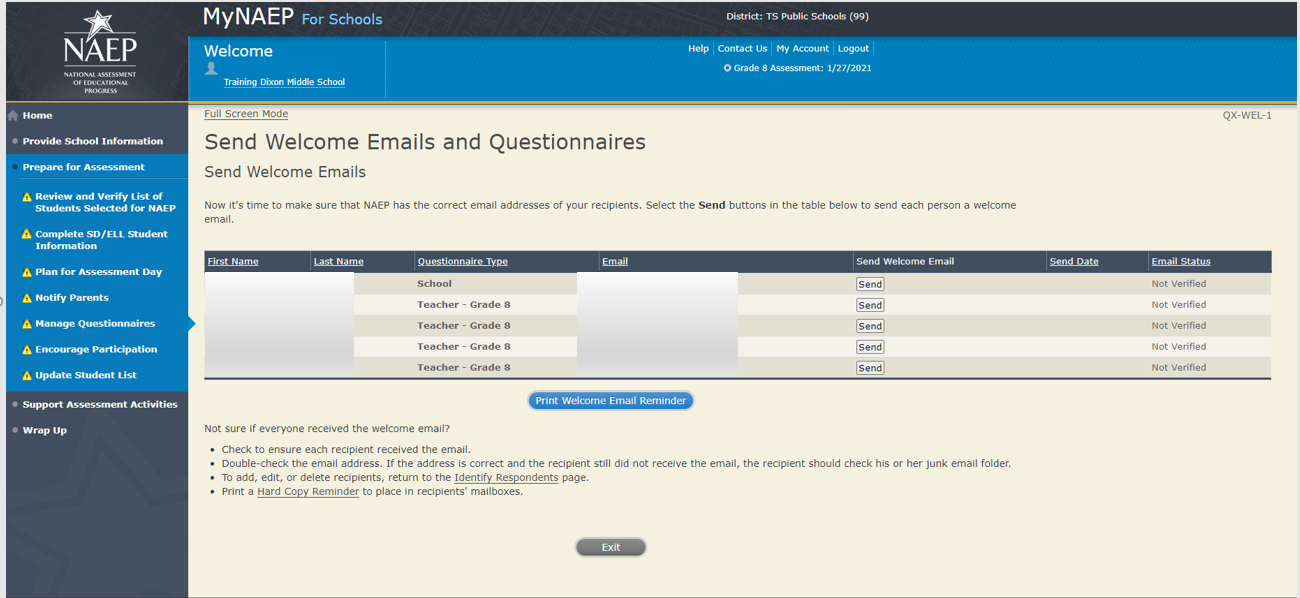 NAEP
NATIONAL ASSESSMENT
OF EDUCATIONAL
PROGRESS
MyNAEP For Schools
District: TS Public Schools (99)
Welcome
Training Dixon Middle School
Help Contact Us My Account Logout
Grade 8 Assessment: 1/27/2021
Home
Provide School Information
Prepare for Assessment
Review and Verify List of
Students Selected for NAEP
Complete SD/ELL Student
Information
Plan for Assessment Day
Notify Parents
Manage Questionnaires
Encourage Participation
Update Student List
Support Assessment Activities
Wrap Up
Full Screen Mode
QX-WEL-1
Send Welcome Emails and Questionnaires
Send Welcome Emails
Now it's time to make sure that NAEP has the correct email addresses of your recipients. Select the Send buttons in the table below to send each person a welcome
email.
First Name Last Name Questionnaire Type Email Send Welcome Email Send Date Email Status
School Send Not Verified
Teacher - Grade 8 Send Not Verified
Teacher - Grade 8 Send Not Verified
Teacher - Grade 8 Send Not Verified
Teacher - Grade 8 Send Not Verified
Print Welcome Email Reminder
Not sure if everyone received the welcome email?
• Check to ensure each recipient received the email.
• Double-check the email address. If the address is correct and the recipient still did not receive the email, the recipient should check his or her junk email folder.
• To add, edit, or delete recipients, return to the Identify Respondents page.
• Print a Hard Copy Reminder to place in recipients' mailboxes.
Exit